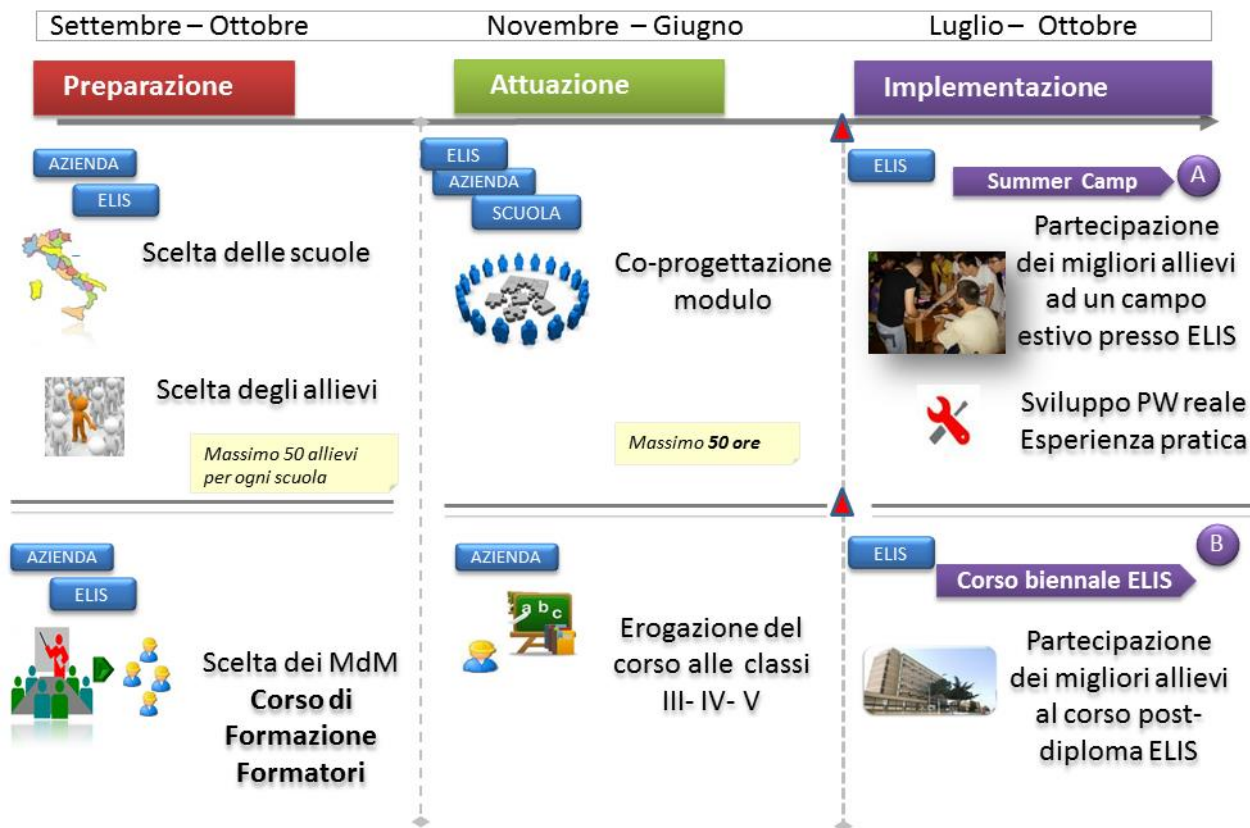 Settembre – Ottobre
Novembre – Giugno
Luglio – Ottobre
Preparazione
Attuazione
Implementazione
AZIENDA
ELIS
Scelta delle scuole
Scelta degli allievi
Massimo 50 allievi
per ogni scuola
ELIS
AZIENDA
SCUOLA
Co-progettazione
modulo
Massimo 50 ore
ELIS
Summer Camp
A
Partecipazione
dei migliori allievi
ad un campo
estivo presso ELIS
Sviluppo PW reale
Esperienza pratica
AZIENDA
ELIS
Scelta dei MdM
Corso di
Formazione
Formatori
AZIENDA
a b c
Erogazione del
corso alle classi
III- IV- V
ELIS
Corso biennale ELIS
B
Partecipazione
dei migliori allievi
al corso post-
diploma ELIS